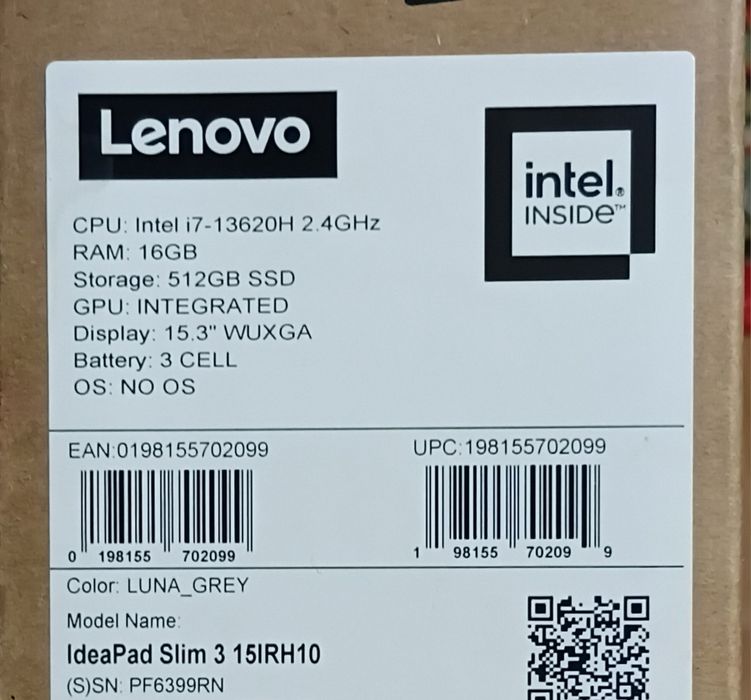 Lenovo
intel®
INSIDE™
CPU: Intel i7-13620H 2.4GHz
RAM: 16GB
Storage: 512GB SSD
GPU: INTEGRATED
Display: 15.3" WUXGA
Battery: 3 CELL
OS: NO OS
EAN:0198155702099
UPC:198155702099
0 198155 702099
1 98155 70209 9
Color: LUNA_GREY
Model Name:
IdeaPad Slim 3 15IRH10
(S)SN: PF6399RN